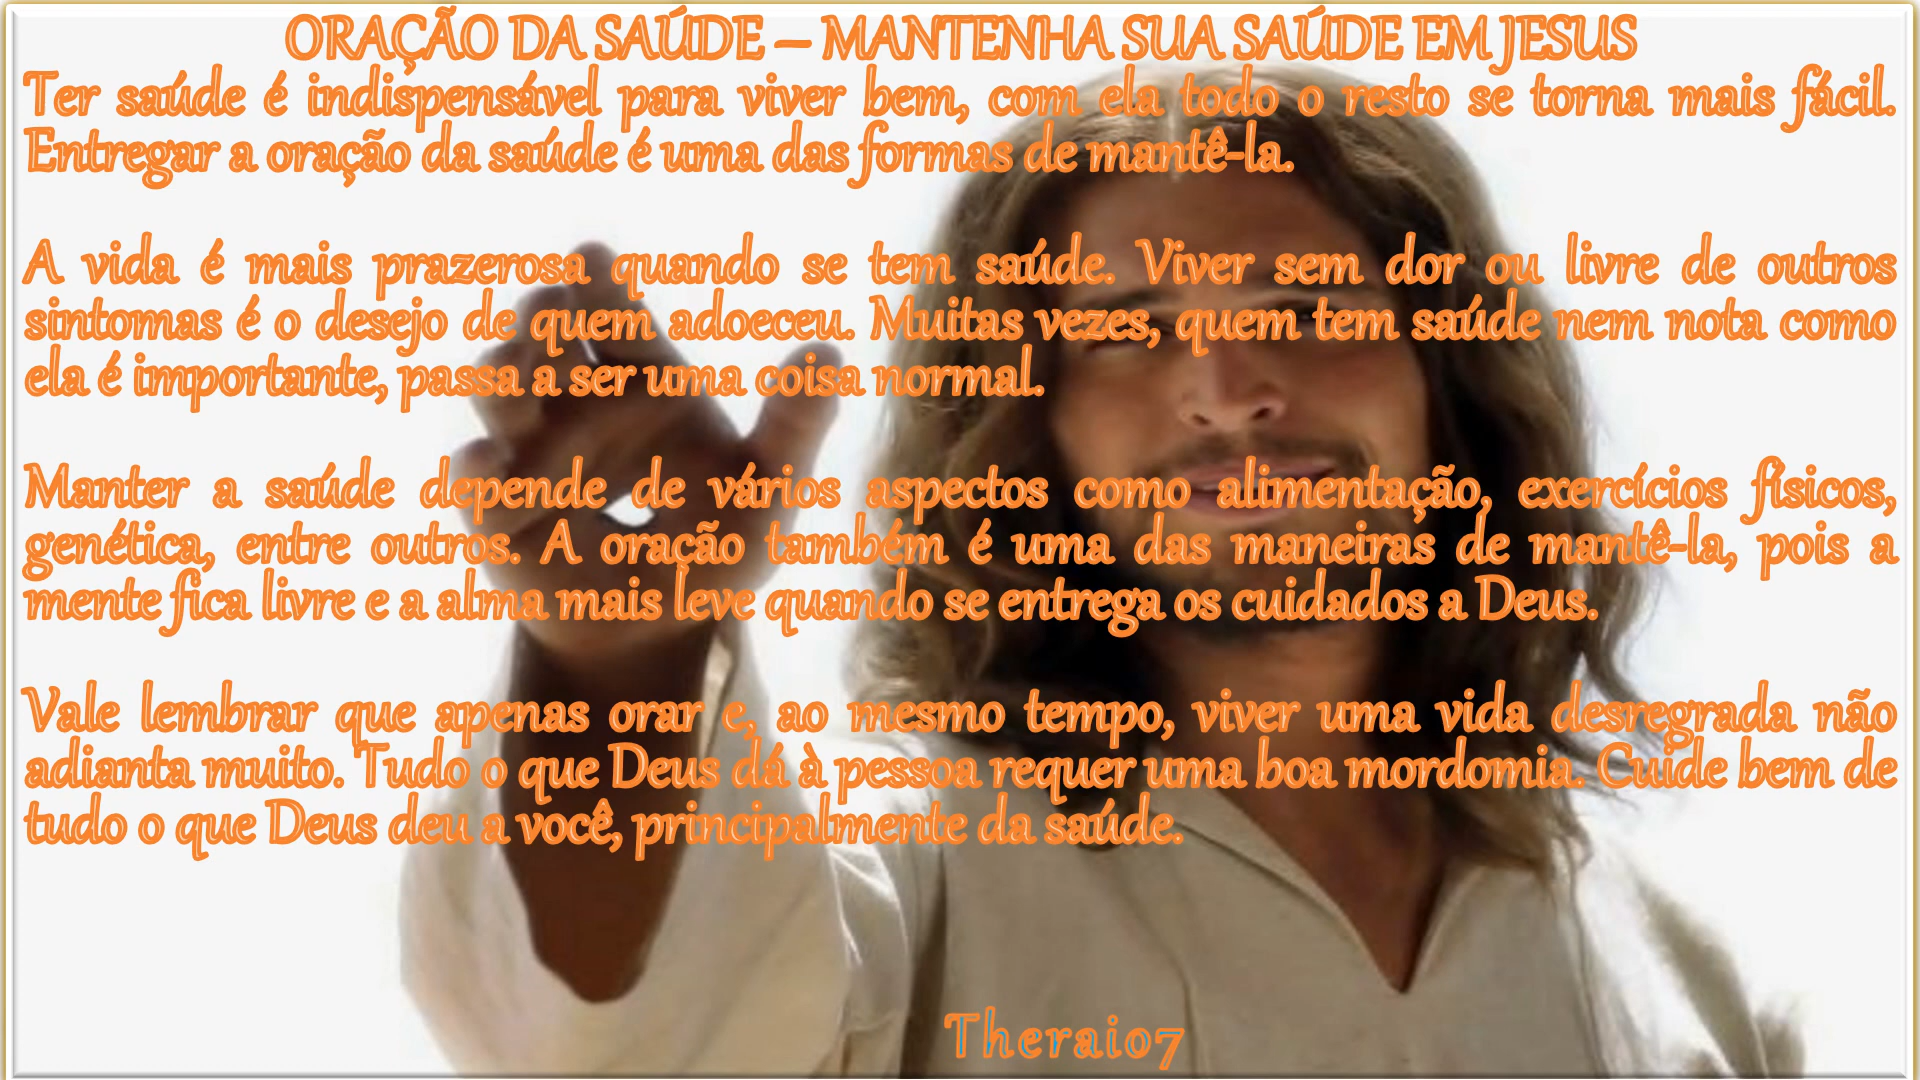 ORAÇÃO DA SAÚDE – MANTENHA SUA SAÚDE EM JESUS
Ter saúde é indispensável para viver bem, com ela todo o resto se torna mais fácil.
Entregar a oração da saúde é uma das formas de mantê-la.
A vida é mais prazerosa quando se tem saúde. Viver sem dor ou livre de outros
sintomas é o desejo de quem adoeceu. Muitas vezes, quem tem saúde nem nota como
ela é importante, passa a ser uma coisa normal.
Manter a saúde depende de vários aspectos como alimentação, exercícios físicos,
genética, entre outros. A oração também é uma das maneiras de mantê-la, pois a
mente fica livre e a alma mais leve quando se entrega os cuidados a Deus.
Vale lembrar que apenas orar e, ao mesmo tempo, viver uma vida desregrada não
adianta muito. Tudo o que Deus dá à pessoa requer uma boa mordomia. Cuide bem de
tudo o que Deus deu a você, principalmente da saúde.
Theraio7